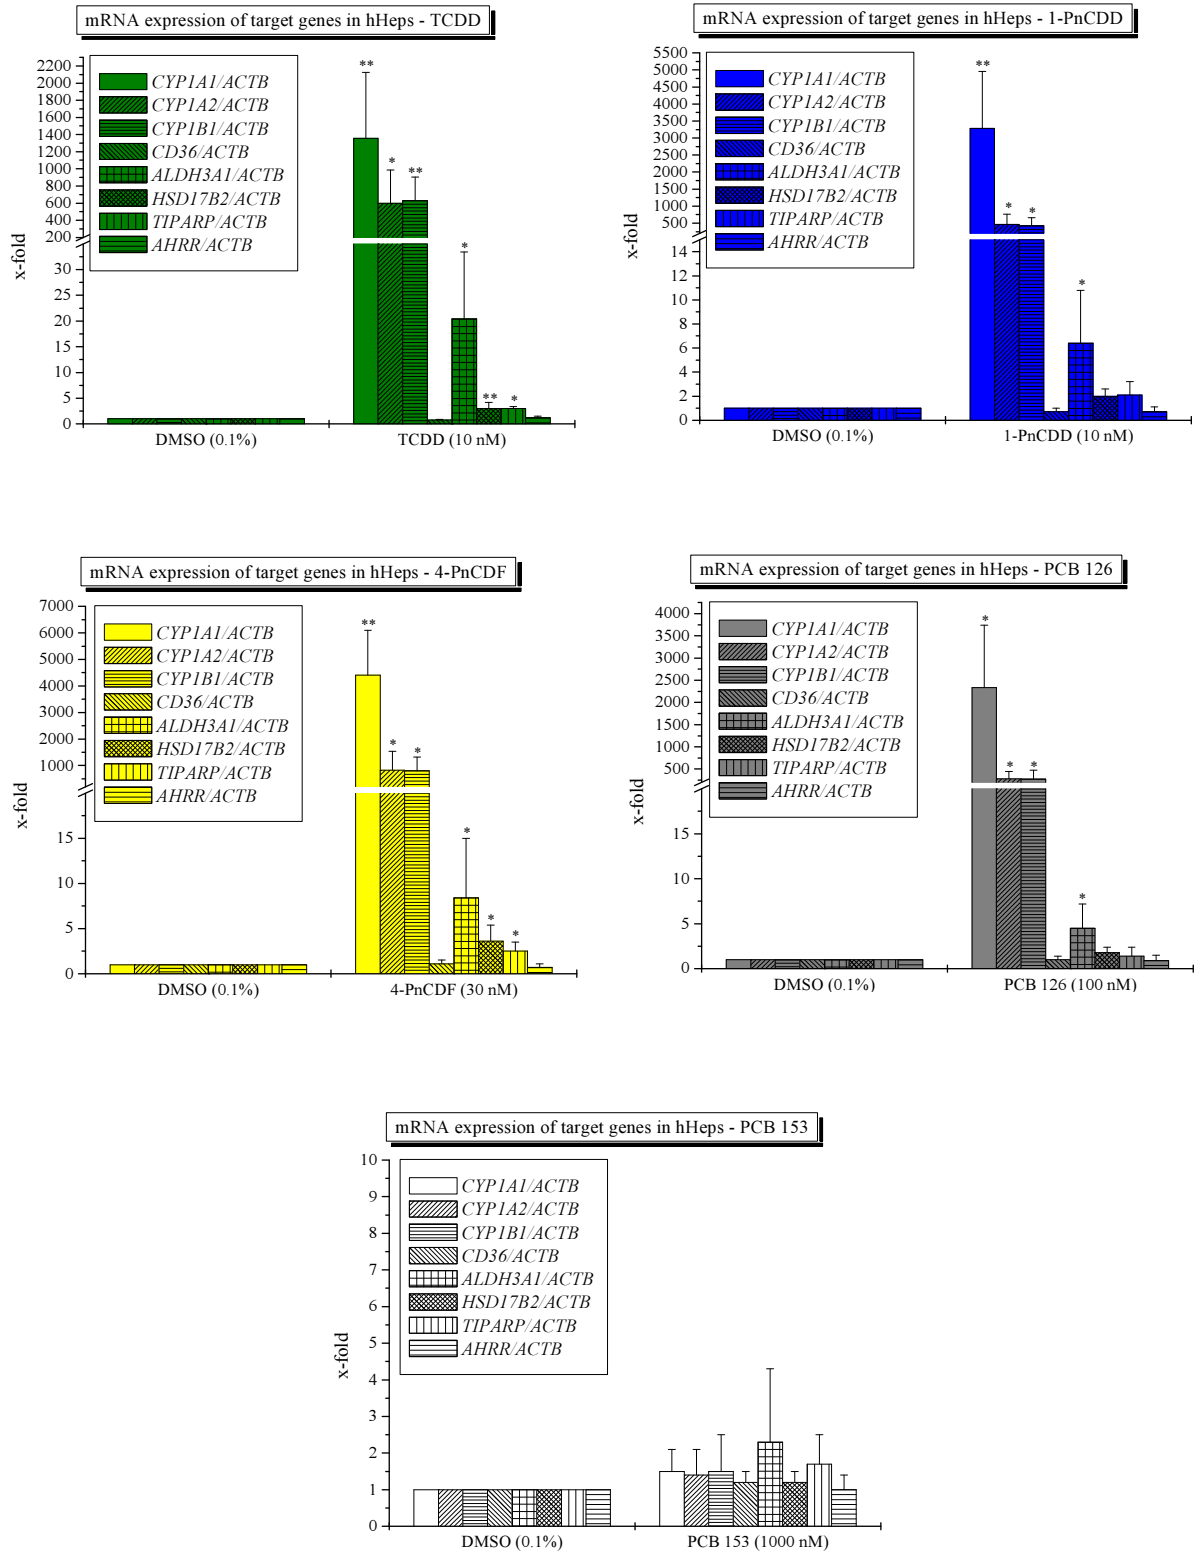 mRNA expression of target genes in hHeps - TCDD
2200
2000
1800
1600
1400
1200
1000
800
600
400
200
30
25
20
15
10
5
0
x-fold
CYP1A1/ACTB
CYP1A2/ACTB
CYP1B1/ACTB
CD36/ACTB
ALDH3A1/ACTB
HSD17B2/ACTB
TIPARP/ACTB
AHRR/ACTB
**
*
**
*
**
*
DMSO (0.1%)
TCDD (10 nM)
mRNA expression of target genes in hHeps - 1-PnCDD
5500
5000
4500
4000
3500
3000
2500
2000
1500
1000
500
14
12
10
8
6
4
2
0
x-fold
CYP1A1/ACTB
CYP1A2/ACTB
CYP1B1/ACTB
CD36/ACTB
ALDH3A1/ACTB
HSD17B2/ACTB
TIPARP/ACTB
AHRR/ACTB
**
*
*
*
DMSO (0.1%)
1-PnCDD (10 nM)
mRNA expression of target genes in hHeps - 4-PnCDF
7000
6000
5000
4000
3000
2000
1000
15
10
5
0
x-fold
CYP1A1/ACTB
CYP1A2/ACTB
CYP1B1/ACTB
CD36/ACTB
ALDH3A1/ACTB
HSD17B2/ACTB
TIPARP/ACTB
AHRR/ACTB
**
*
*
*
*
*
DMSO (0.1%)
4-PnCDF (30 nM)
mRNA expression of target genes in hHeps - PCB 126
4000
3500
3000
2500
2000
1500
1000
500
15
10
5
0
x-fold
CYP1A1/ACTB
CYP1A2/ACTB
CYP1B1/ACTB
CD36/ACTB
ALDH3A1/ACTB
HSD17B2/ACTB
TIPARP/ACTB
AHRR/ACTB
*
*
*
*
DMSO (0.1%)
PCB 126 (100 nM)
mRNA expression of target genes in hHeps - PCB 153
10
9
8
7
6
5
4
3
2
1
0
x-fold
CYP1A1/ACTB
CYP1A2/ACTB
CYP1B1/ACTB
CD36/ACTB
ALDH3A1/ACTB
HSD17B2/ACTB
TIPARP/ACTB
AHRR/ACTB
DMSO (0.1%)
PCB 153 (1000 nM)